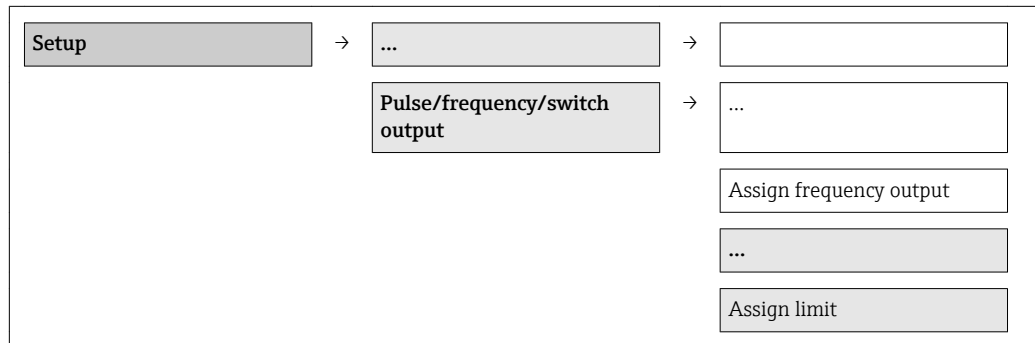 Setup → ... →
Pulse/frequency/switch → ...
output
Assign frequency output
...
Assign limit